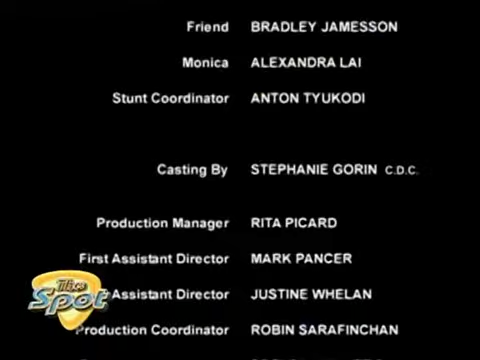 Friend BRADLEY JAMESSON
Monica ALEXANDRA LAI
Stunt Coordinator ANTON TYUKODI
Casting By STEPHANIE GORIN C.D.C.
Production Manager RITA PICARD
First Assistant Director MARK PANCER
Assistant Director JUSTINE WHELAN
Production Coordinator ROBIN SARAFINCHAN
The Spot